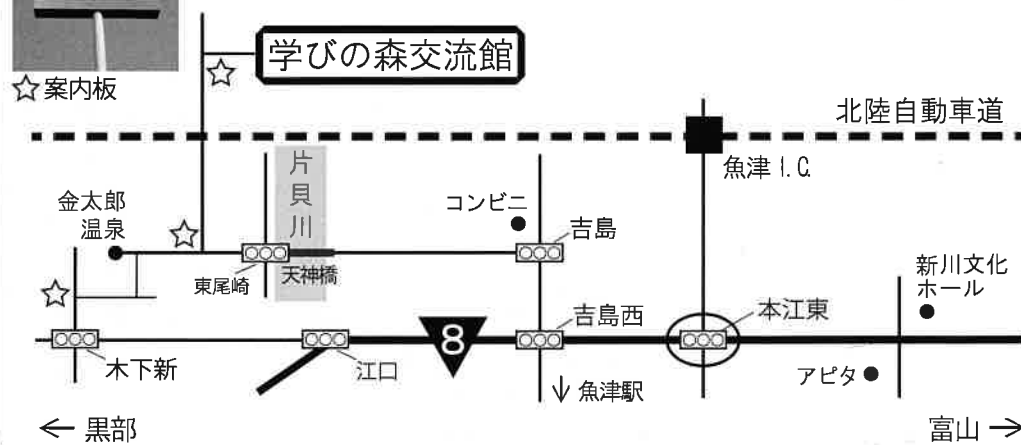 学びの森交流館
☆案内板
北陸自動車道
魚津 I.C.
片貝川
金太郎
温泉
コンビニ
吉島
東尾崎
天神橋
新川文化
ホール
吉島西
本江東
8
木下新
江口
アピタ
↓ 魚津駅
← 黒部
富山 →